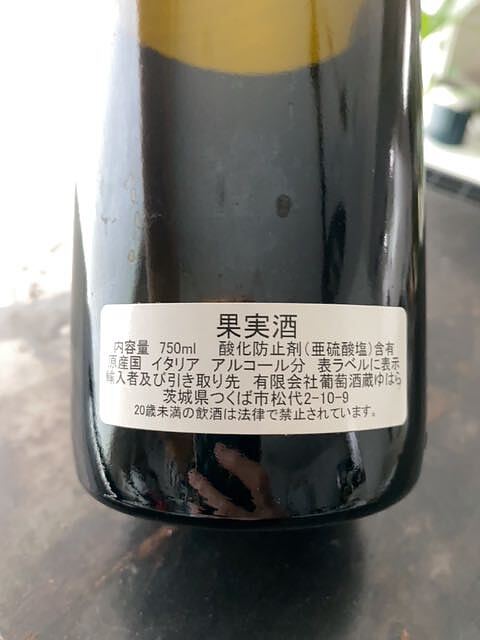 果実酒
内容量 750ml 酸化防止剤(亜硫酸塩)含有
原産国 イタリア アルコール分 表ラベルに表示
輸入者及び引き取り先 有限会社葡萄酒蔵ゆはら
茨城県つくば市松代2-10-9
20歳未満の飲酒は法律で禁止されています。